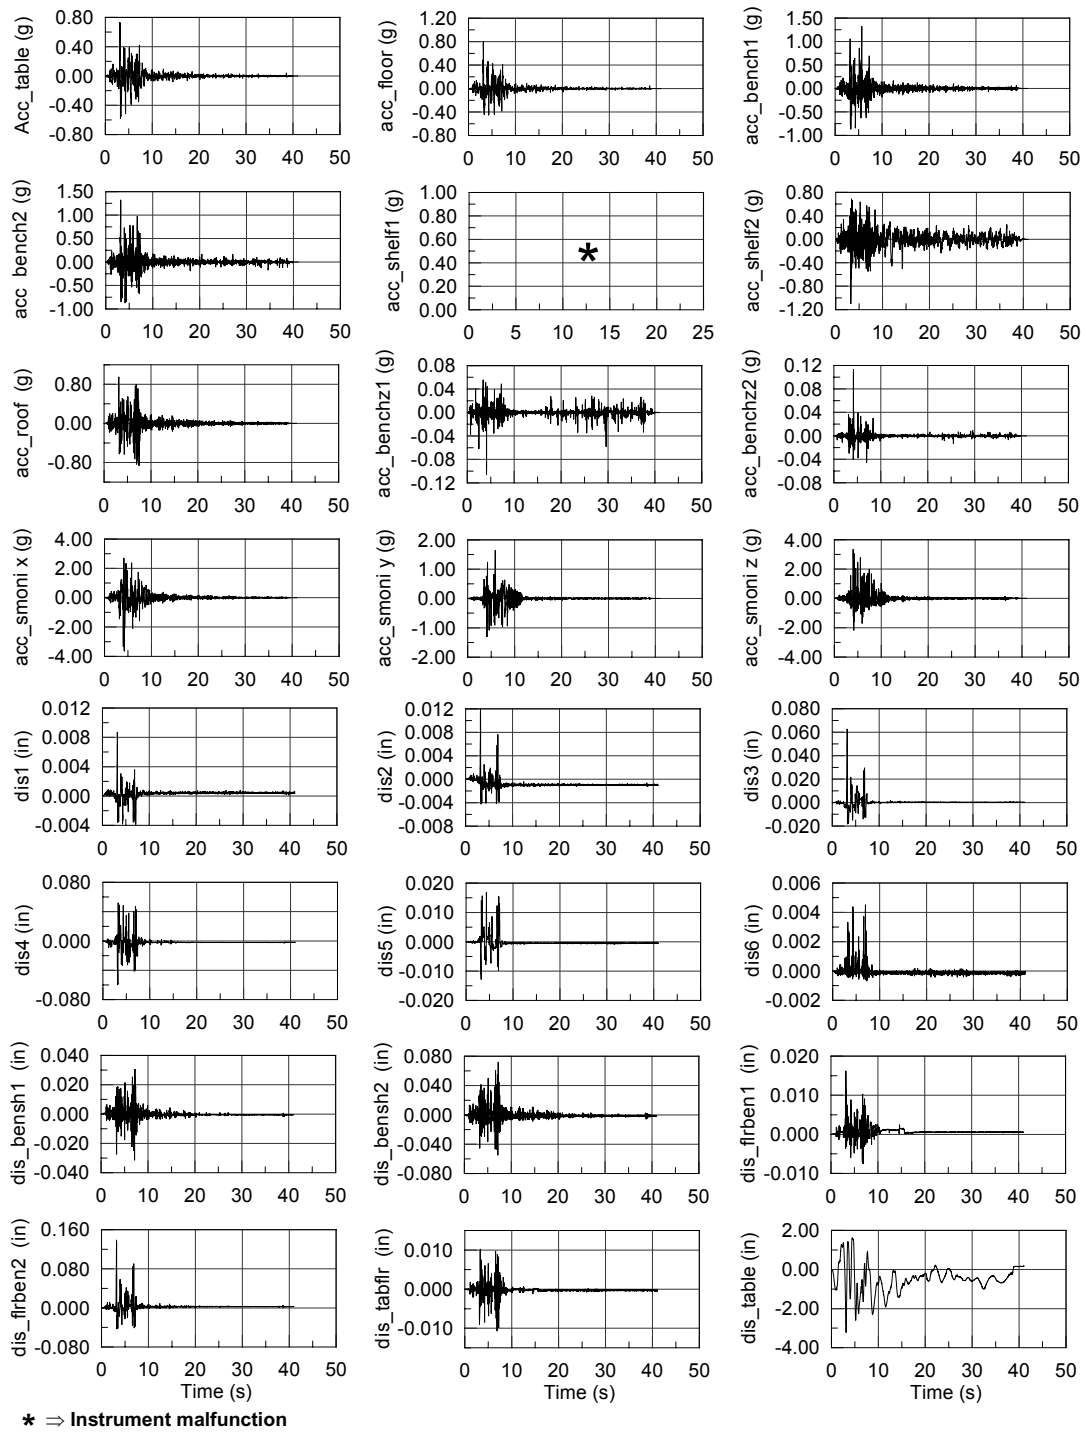 Acc_table (g)
0.80
0.40
0.00
-0.40
-0.80
0 10 20 30 40 50
acc_floor (g)
1.20
0.80
0.40
0.00
-0.40
-0.80
0 10 20 30 40 50
acc_bench1 (g)
1.50
1.00
0.50
0.00
-0.50
-1.00
0 10 20 30 40 50
acc bench2 (g)
1.50
1.00
0.50
0.00
-0.50
-1.00
0 10 20 30 40 50
acc_shelf1 (g)
1.00
0.80
0.60
0.40
0.20
0.00
*
0 5 10 15 20 25
acc_shelf2 (g)
0.80
0.40
0.00
-0.40
-0.80
-1.20
0 10 20 30 40 50
acc_roof (g)
0.80
0.00
-0.80
0 10 20 30 40 50
acc_benchz1 (g)
0.08
0.04
0.00
-0.04
-0.08
-0.12
0 10 20 30 40 50
acc_benchz2 (g)
0.12
0.08
0.04
0.00
-0.04
-0.08
0 10 20 30 40 50
acc_smoni x (g)
4.00
2.00
0.00
-2.00
-4.00
0 10 20 30 40 50
acc_smoni y (g)
2.00
1.00
0.00
-1.00
-2.00
0 10 20 30 40 50
acc_smoni z (g)
4.00
2.00
0.00
-2.00
-4.00
0 10 20 30 40 50
dis1 (in)
0.012
0.008
0.004
0.000
-0.004
0 10 20 30 40 50
dis2 (in)
0.012
0.008
0.004
0.000
-0.004
-0.008
0 10 20 30 40 50
dis3 (in)
0.080
0.060
0.040
0.020
0.000
-0.020
0 10 20 30 40 50
dis4 (in)
0.080
0.000
-0.080
0 10 20 30 40 50
dis5 (in)
0.020
0.010
0.000
-0.010
-0.020
0 10 20 30 40 50
dis6 (in)
0.006
0.004
0.002
0.000
-0.002
0 10 20 30 40 50
dis_bensh1 (in)
0.040
0.020
0.000
-0.020
-0.040
0 10 20 30 40 50
dis_bensh2 (in)
0.080
0.040
0.000
-0.040
-0.080
0 10 20 30 40 50
dis_flrben1 (in)
0.020
0.010
0.000
-0.010
0 10 20 30 40 50
dis_flrben2 (in)
0.160
0.080
0.000
-0.080
0 10 20 30 40 50
Time (s)
dis_tabflr (in)
0.010
0.000
-0.010
0 10 20 30 40 50
Time (s)
dis_table (in)
2.00
0.00
-2.00
-4.00
0 10 20 30 40 50
Time (s)
* ⇒ Instrument malfunction